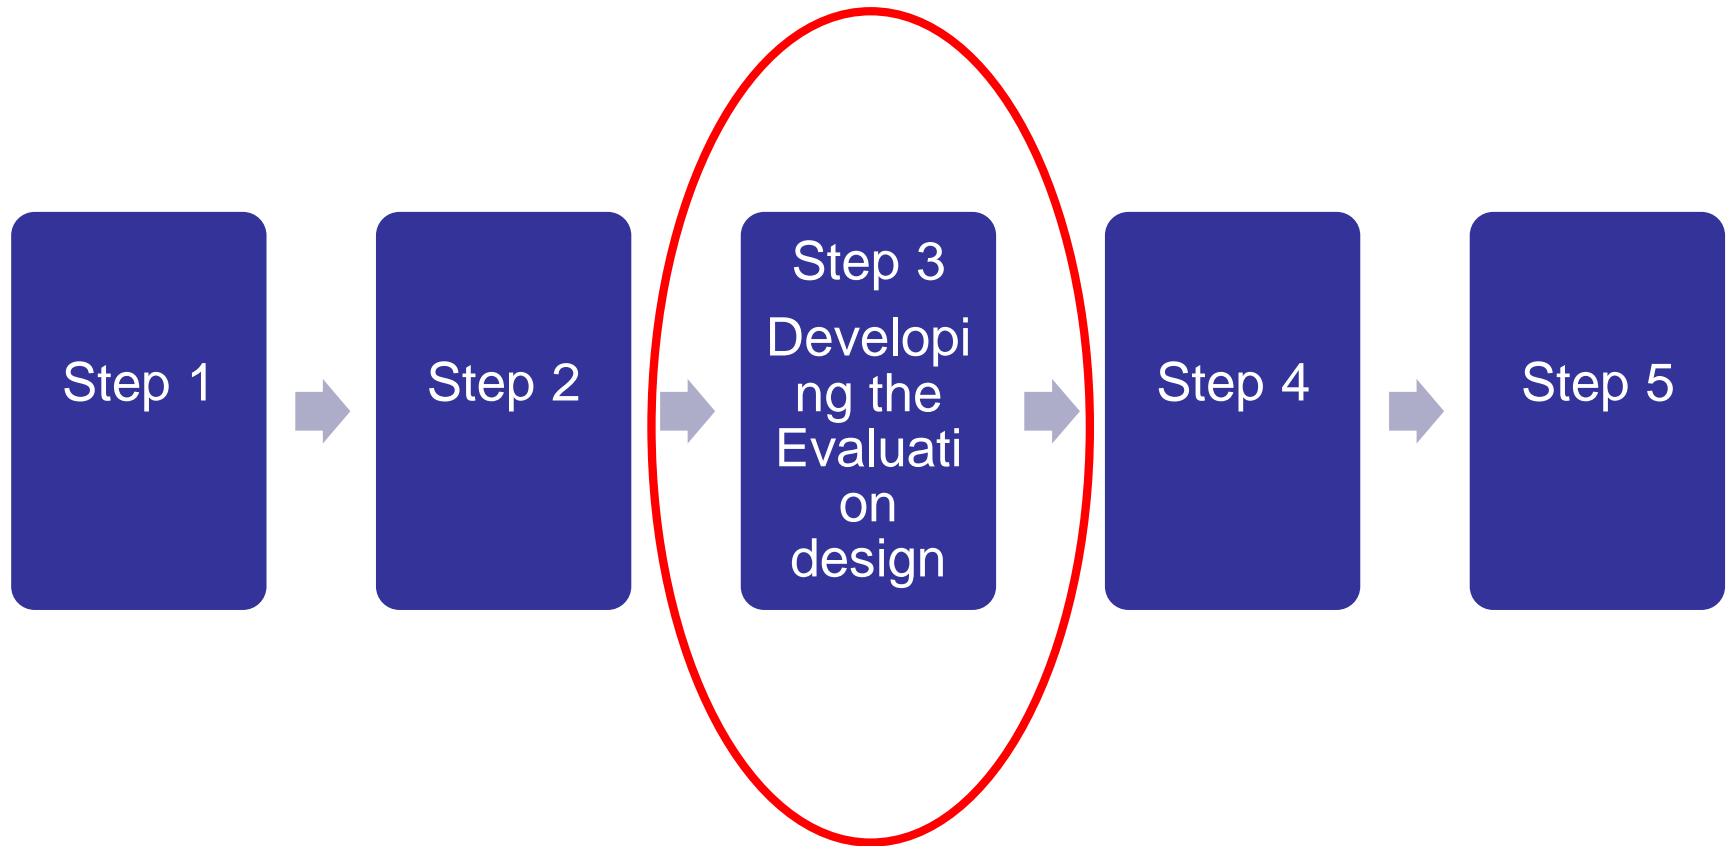 Step 1
Step 2
Step 3
Developi
ng the
Evaluati
on
design
Step 4
Step 5